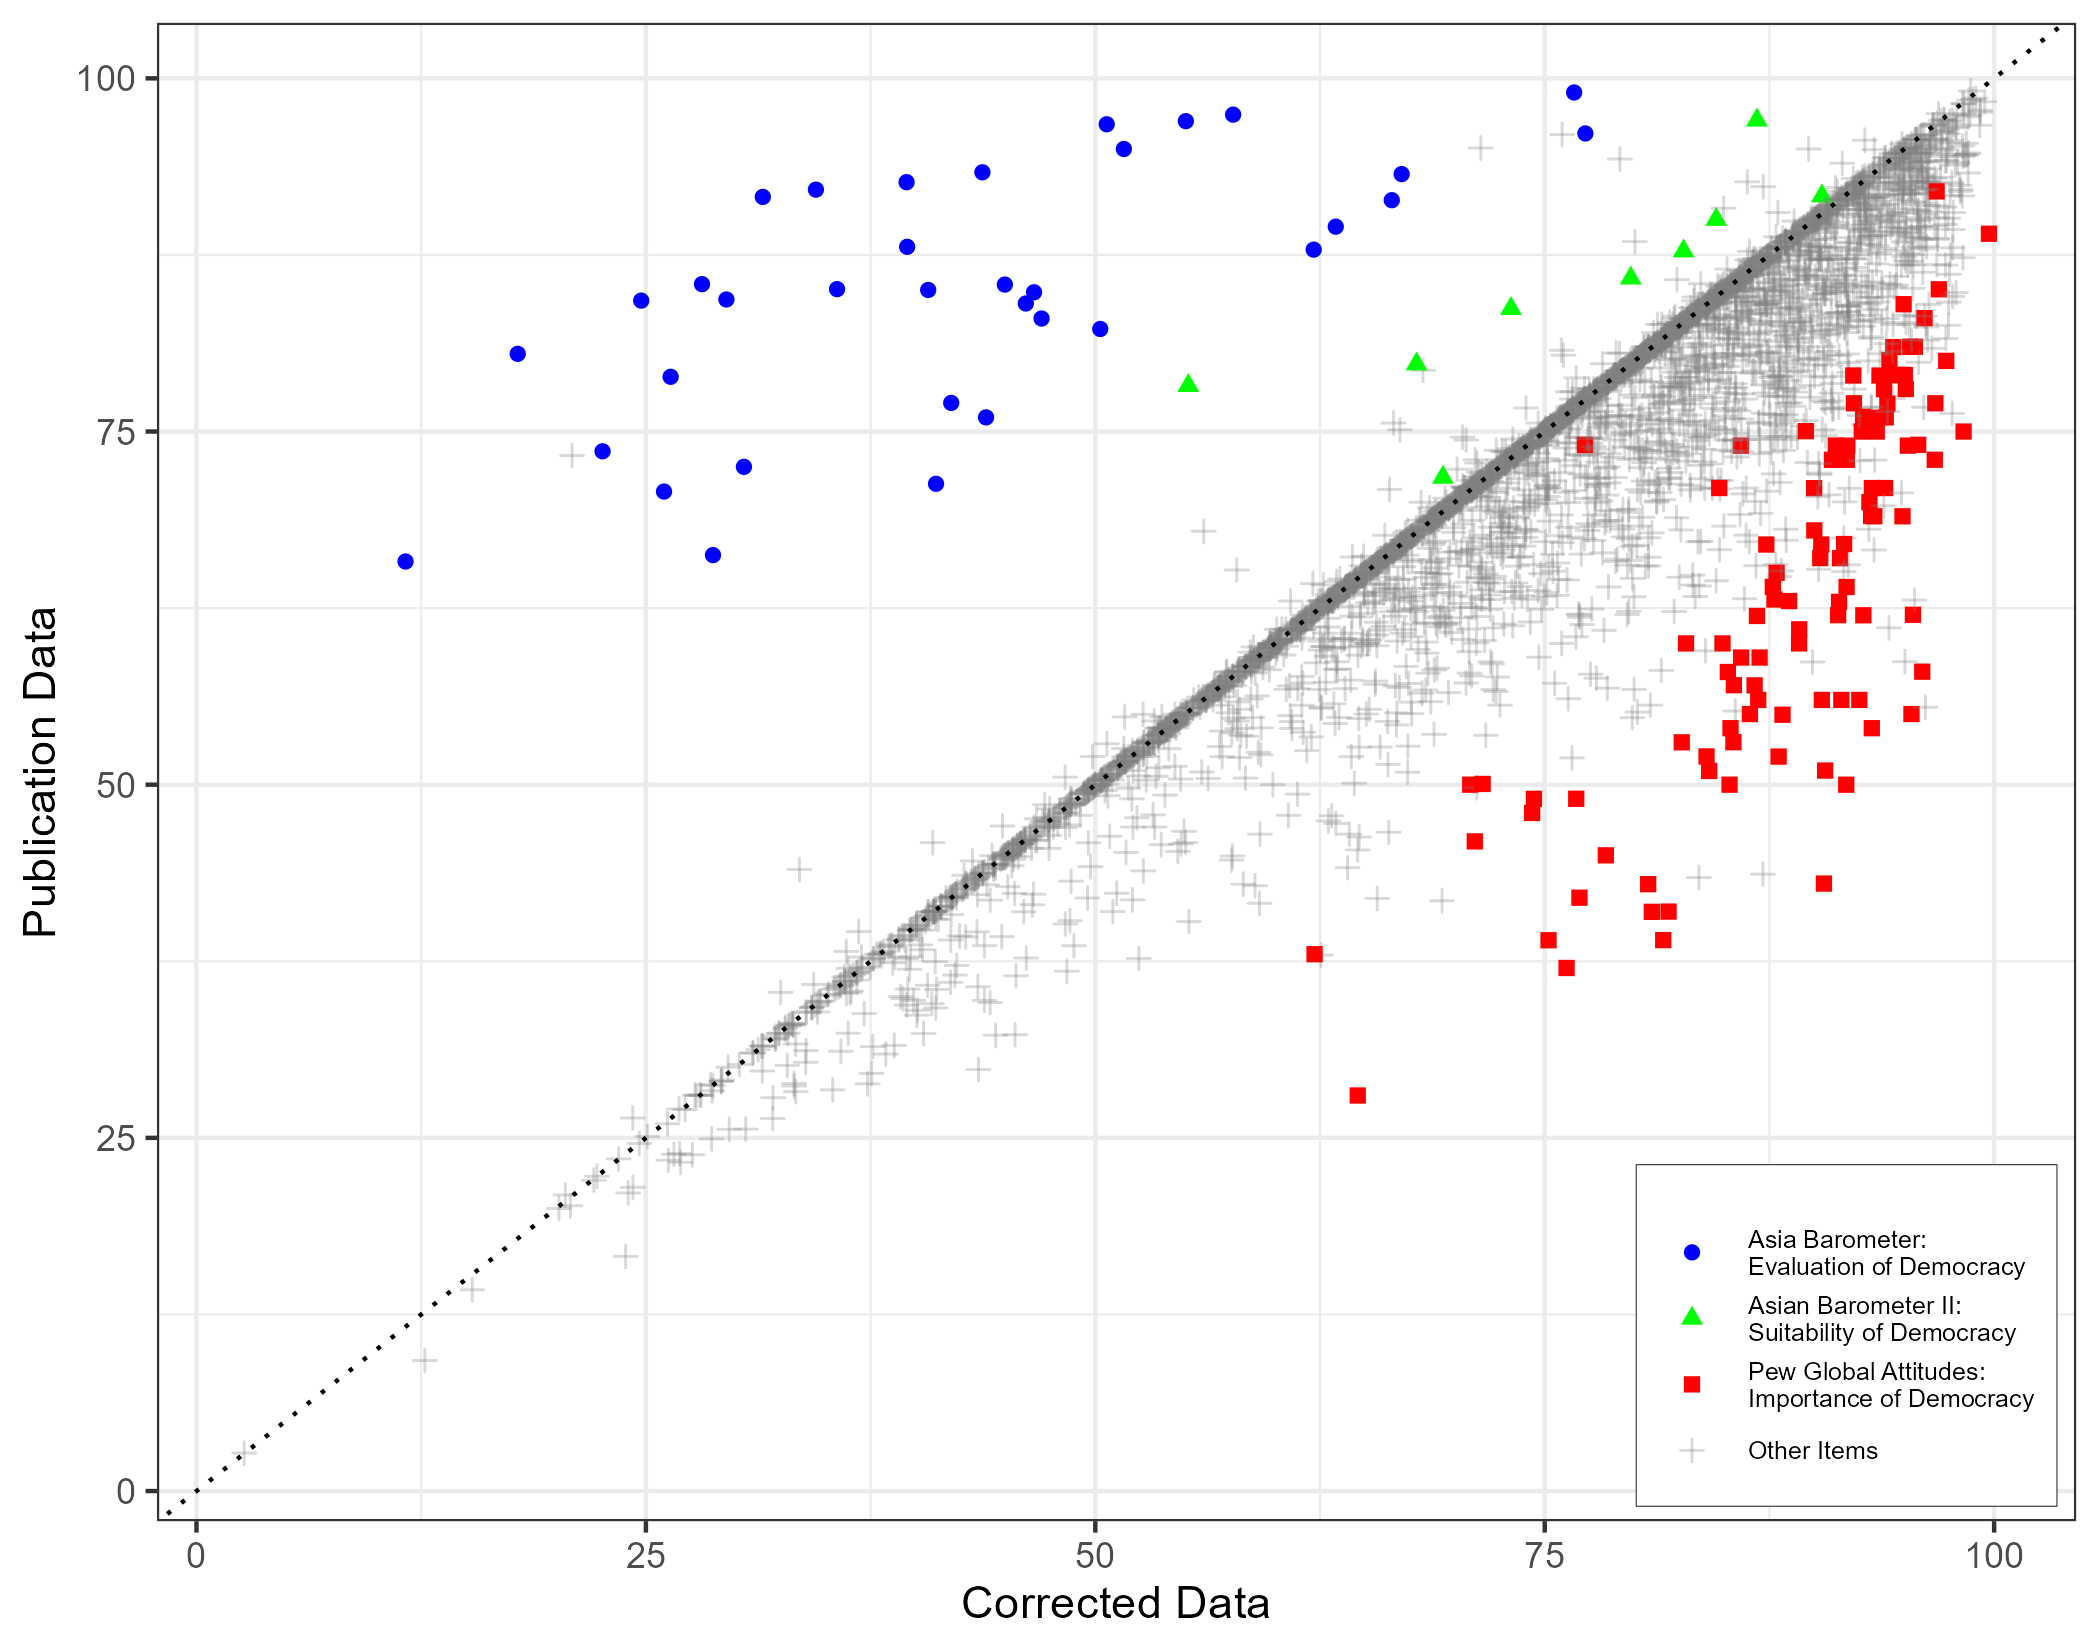 100
75
50
25
0
Publication Data
Asia Barometer:
Evaluation of Democracy
Asian Barometer II:
Suitability of Democracy
Pew Global Attitudes:
Importance of Democracy
Other Items
0 25 50 75 100
Corrected Data